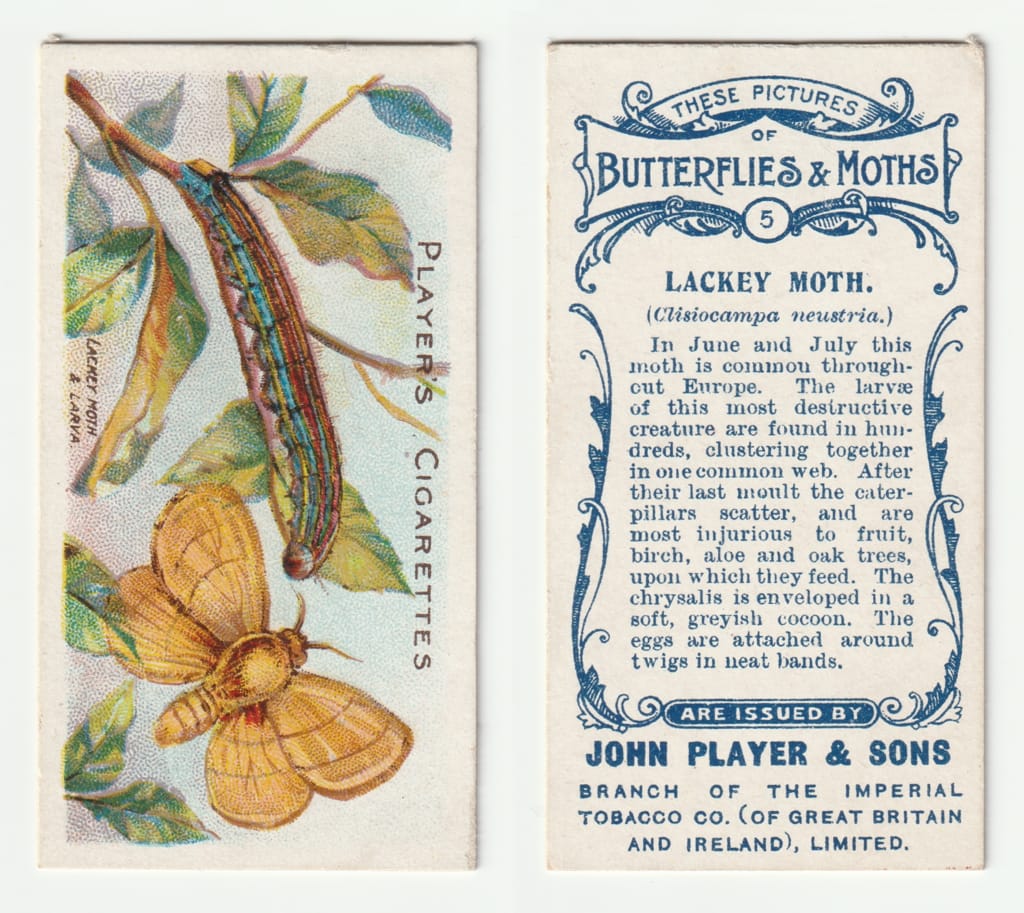 PLAYER'S CIGARETTES
LACKEY MOTH
& LARVA.
THESE PICTURES
OF
BUTTERFLIES & MOTHS
5
LACKEY MOTH.
(Clisiocampa neustria.)
In June and July this
moth is common through-
out Europe. The larvæ
of this most destructive
creature are found in hun-
dreds, clustering together
in one common web. After
their last moult the cater-
pillars scatter, and are
most injurious to fruit,
birch, aloe and oak trees,
upon which they feed. The
chrysalis is enveloped in a
soft, greyish cocoon. The
eggs are attached around
twigs in neat bands.
ARE ISSUED BY
JOHN PLAYER & SONS
BRANCH OF THE IMPERIAL
TOBACCO CO. (OF GREAT BRITAIN
AND IRELAND), LIMITED.